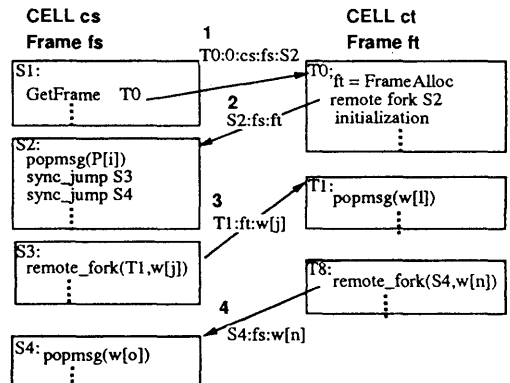 CELL cs
Frame fs
CELL ct
Frame ft
1
T0:0:cs:fs:S2
S1:
GetFrame T0
T0:
ft = FrameAlloc
remote fork S2
initialization
2
S2:fs:ft
S2:
popmsg(P[i])
sync_jump S3
sync_jump S4
3
T1:ft:w[j]
T1:
popmsg(w[l])
S3:
remote_fork(T1,w[j])
T8:
remote_fork(S4,w[n])
4
S4:fs:w[n]
S4:
popmsg(w[o])